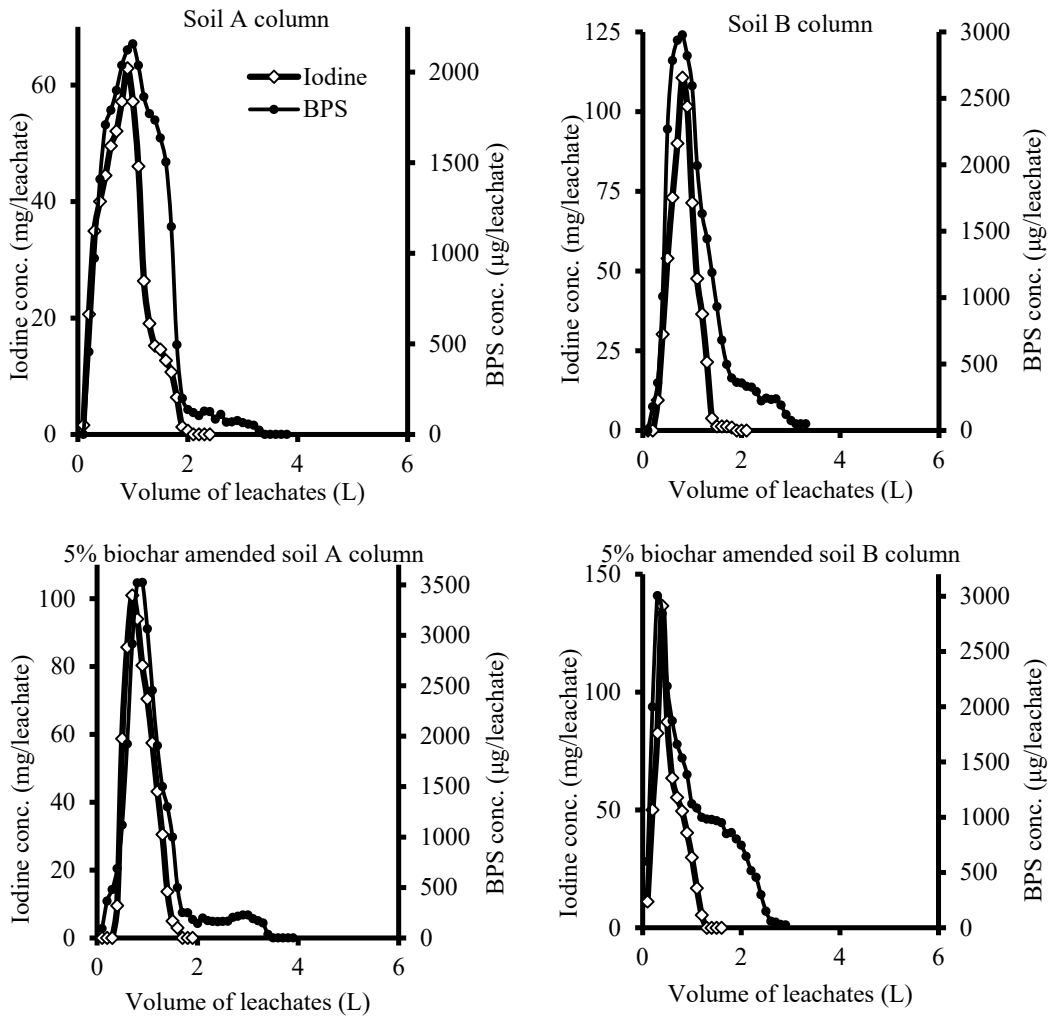 Soil A column
Iodine
BPS
Iodine conc. (mg/leachate)
60
40
20
0
2000
1500
1000
500
0
BPS conc. (µg/leachate)
0 2 4 6
Volume of leachates (L)
Soil B column
Iodine conc. (mg/leachate)
125
100
75
50
25
0
3000
2500
2000
1500
1000
500
0
BPS conc. (µg/leachate)
0 2 4 6
Volume of leachates (L)
5% biochar amended soil A column
Iodine conc. (mg/leachate)
100
80
60
40
20
0
3500
3000
2500
2000
1500
1000
500
0
BPS conc. (µg/leachate)
0 2 4 6
Volume of leachates (L)
5% biochar amended soil B column
Iodine conc. (mg/leachate)
150
100
50
0
3000
2500
2000
1500
1000
500
0
BPS conc. (µg/leachate)
0 2 4 6
Volume of leachates (L)